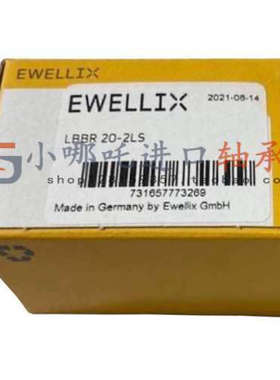 EWELLIX
EWELLIX
2021-06-14
LBBR 20-2LS
小哪吒进口轴承
731657773269
Made in Germany by Ewellix GmbH